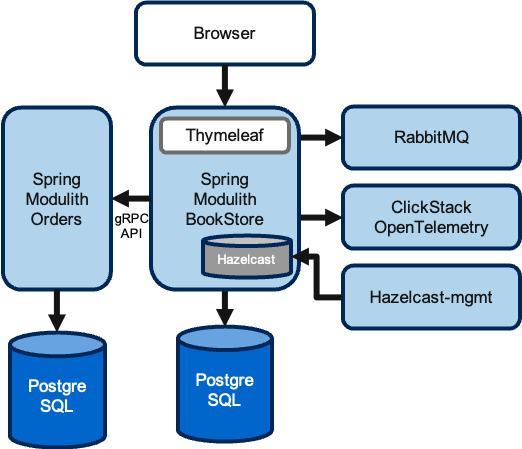 Browser
Thymeleaf
Spring
Modulith
BookStore
Hazelcast
Spring
Modulith
Orders
gRPC
API
RabbitMQ
ClickStack
OpenTelemetry
Hazelcast-mgmt
Postgre
SQL
Postgre
SQL